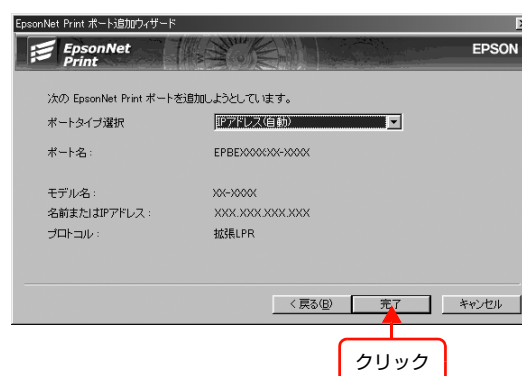 EpsonNet Print ポート追加ウィザード
EpsonNet
Print
EPSON
次の EpsonNet Print ポートを追加しようとしています。
ポートタイプ選択 IPアドレス(自動)
ポート名: EPBEXXXXXX-XXXX
モデル名: XX-XXXX
名前またはIPアドレス: XXX.XXX.XXX.XXX
プロトコル: 拡張LPR
< 戻る(B) 完了 キャンセル
クリック